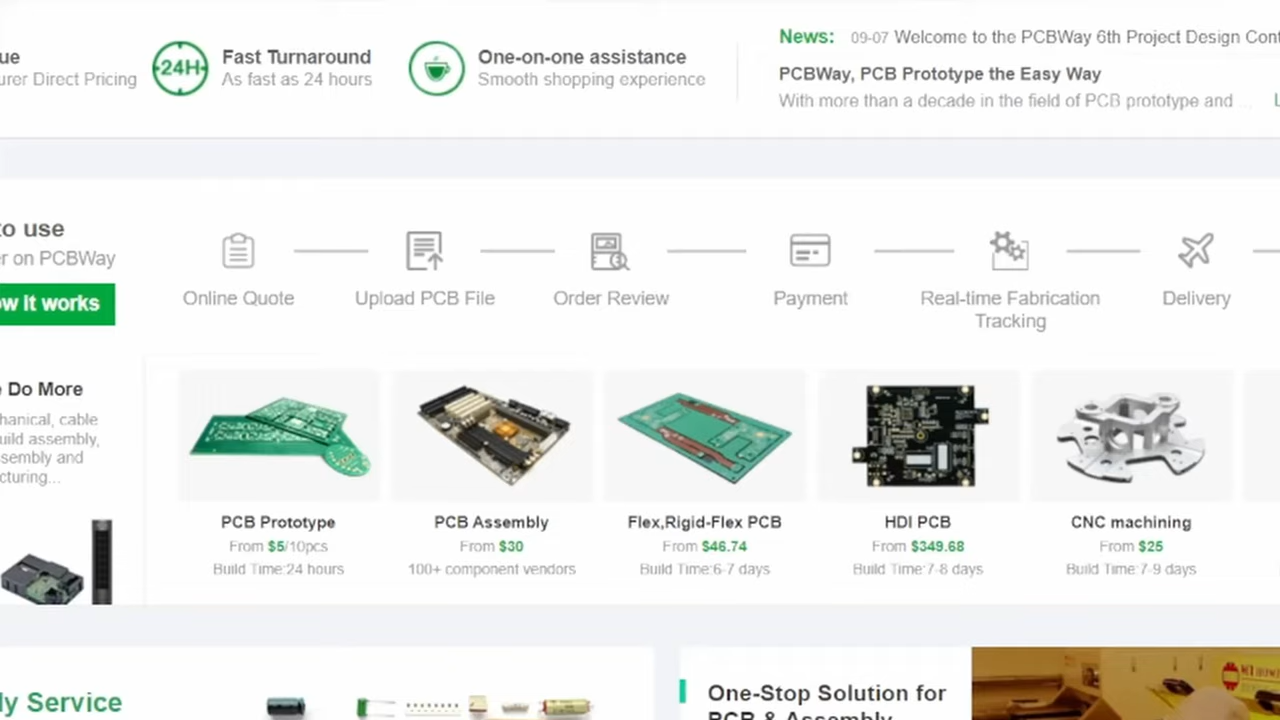 ue
urer Direct Pricing
24H
Fast Turnaround
As fast as 24 hours
One-on-one assistance
Smooth shopping experience
News: 09-07 Welcome to the PCBWay 6th Project Design Cont
PCBWay, PCB Prototype the Easy Way
With more than a decade in the field of PCB prototype and ...
to use
er on PCBWay
ow it works
Online Quote
Upload PCB File
Order Review
Payment
Real-time Fabrication
Tracking
Delivery
e Do More
chanical, cable
uild assembly,
sembly and
cturing...
PCB Prototype
From $5/10pcs
Build Time:24 hours
PCB Assembly
From $30
100+ component vendors
Flex,Rigid-Flex PCB
From $46.74
Build Time:6-7 days
HDI PCB
From $349.68
Build Time:7-8 days
CNC machining
From $25
Build Time:7-9 days
ly Service
One-Stop Solution for
PCB & Assembly